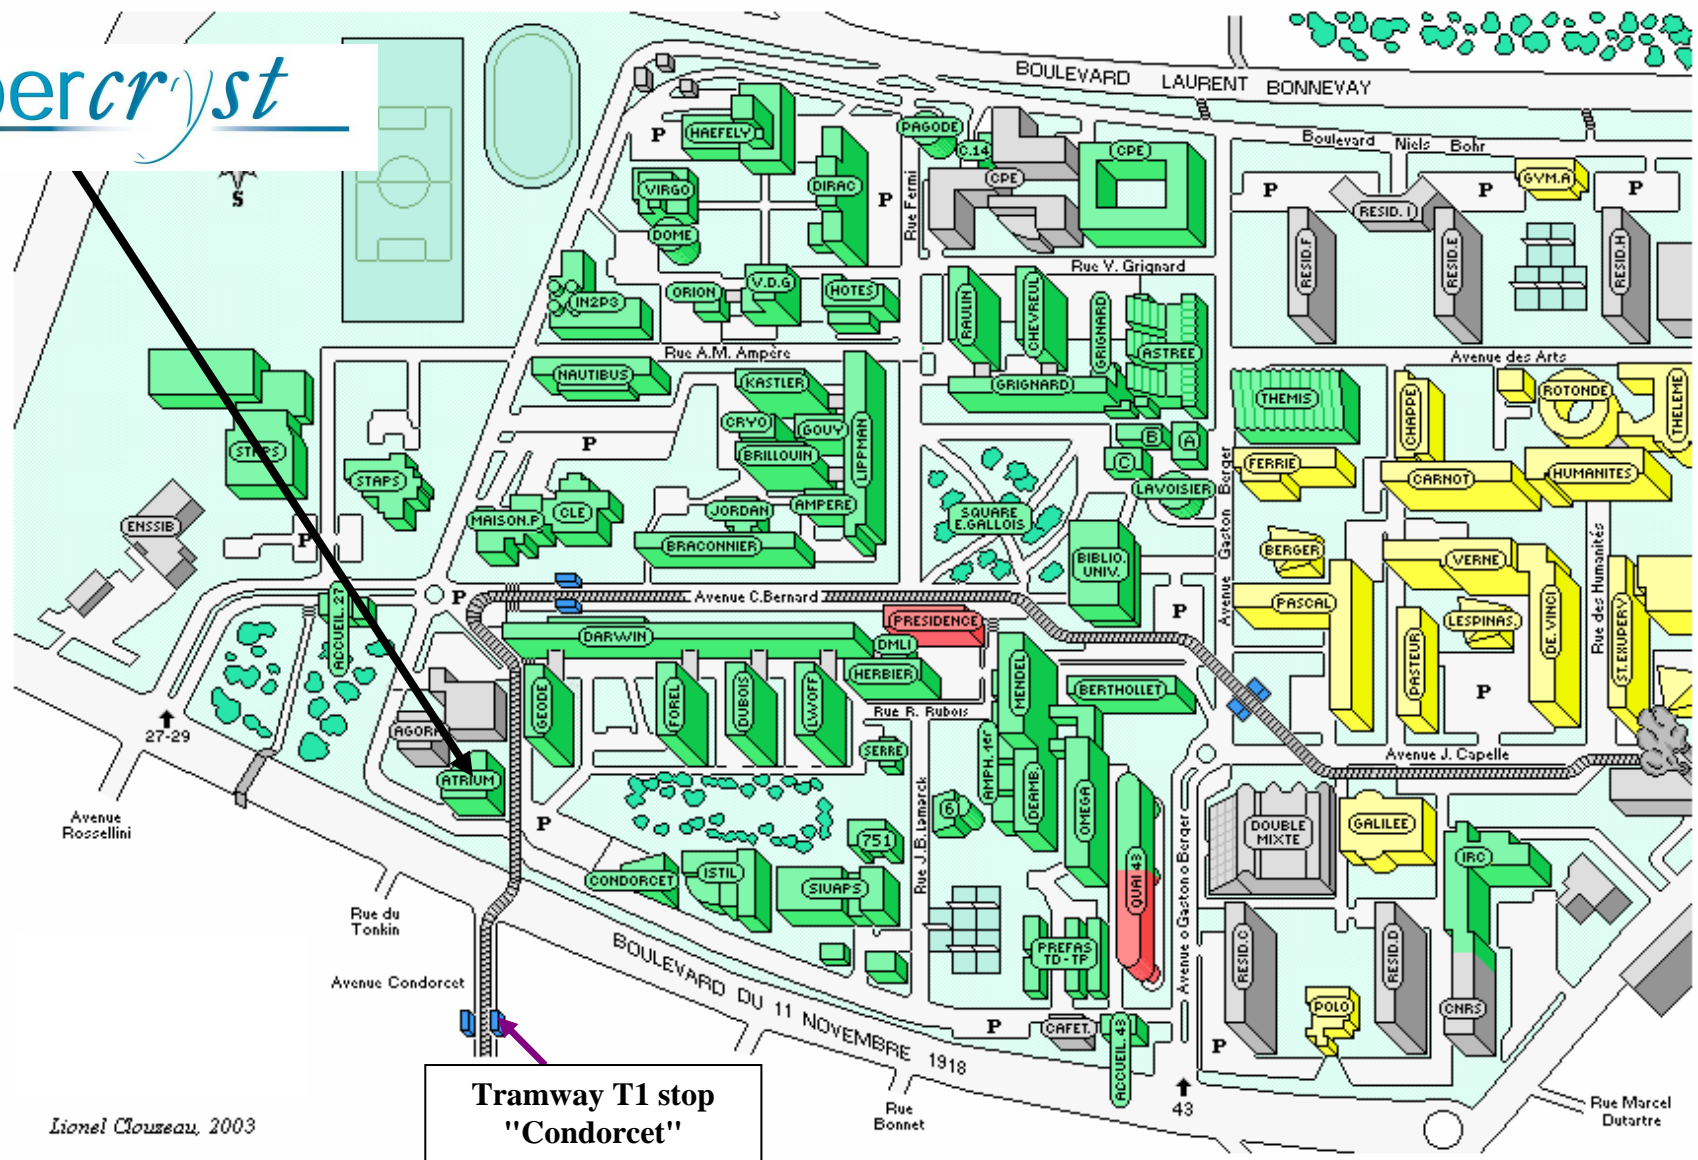 percryst
S
BOULEVARD LAURENT BONNEVAY
Boulevard Niels Bohr
P
HAEFELY
PAGODE
C.14
CPE
CPE
GYM.A
VIRGO
DIRAC
P
Rue Fermi
P
RESID. I
P
P
DOME
RESID.F
RESID.E
RESID.H
Rue V. Grignard
IN2P3
ORION
V.D.G
HOTES
RAULIN
CHEVREUL
GRIGNARD
ASTREE
Rue A.M. Ampère
Avenue des Arts
NAUTIBUS
KASTLER
GRIGNARD
THEMIS
CHAPPE
ROTONDE
THELEME
CRYO
GOUY
LIPPMAN
P
BRILLOUIN
B
A
C
STAPS
STAPS
FERRIE
CARNOT
HUMANITES
LAVOISIER
Avenue Gaston Berger
ENSSIB
P
MAISON.P
CLE
JORDAN
AMPERE
BRACONNIER
SQUARE
E.GALLOIS
BIBLIO.
UNIV.
BERGER
VERNE
Rue des Humanités
ACCUEIL.27
P
Avenue C.Bernard
PRESIDENCE
P
PASCAL
PASTEUR
LESPINAS.
DE.VINCI
ST.EXUPERY
DARWIN
DMLI
HERBIER
MENDEL
BERTHOLLET
P
GEODE
FOREL
DUBOIS
LWOFF
Rue R. Rubois
27-29
AGORA
SERRE
AMPH. 1er
Avenue J. Capelle
ATRIUM
DEAMB.
OMEGA
6
Avenue
Rossellini
P
751
Rue J.B. Lamarck
QUAI 43
DOUBLE
MIXTE
GALILEE
IRC
CONDORCET
ISTIL
SIUAPS
Avenue o Gaston o Berger
Rue du
Tonkin
PREFAS
TD-TP
RESID.C
RESID.D
Avenue Condorcet
BOULEVARD DU 11 NOVEMBRE 1918
P
CAFET.
ACCUEIL.43
POLO
CNRS
P
43
Tramway T1 stop
"Condorcet"
Rue
Bonnet
Rue Marcel
Dutartre
Lionel Clouzeau, 2003